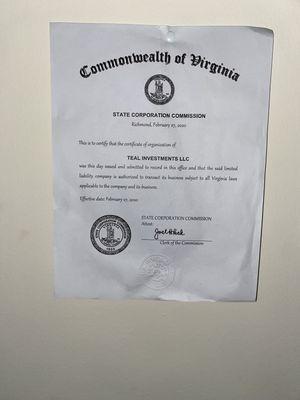 Commonwealth of Virginia
STATE CORPORATION COMMISSION
Richmond, February 27, 2020
This is to certify that the certificate of organization of
TEAL INVESTMENTS LLC
was this day issued and admitted to record in this office and that the said limited
liability company is authorized to transact its business subject to all Virginia laws
applicable to the company and its business.
Effective date: February 27, 2020
STATE CORPORATION COMMISSION
Attest:
Clerk of the Commission